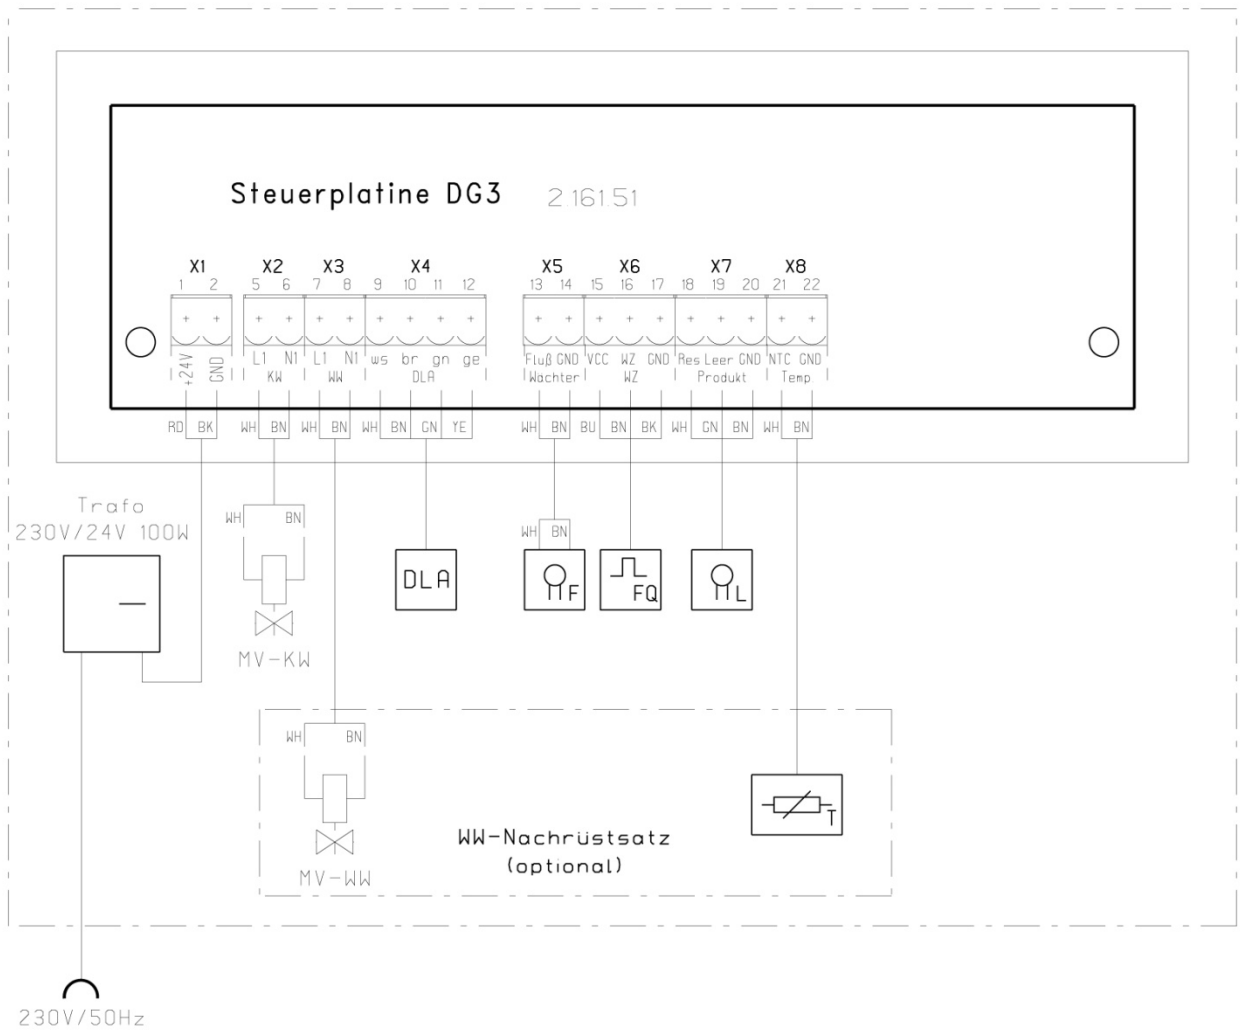 Steuerplatine DG3 2.161.51
X1 X2 X3 X4 X5 X6 X7 X8
1 2 5 6 7 8 9 10 11 12 13 14 15 16 17 18 19 20 21 22
+24V GND L1 N1 L1 N1 ws br gn ge Fluß GND VCC WZ GND Res Leer GND NTC GND
KW WW DLA Wächter WZ Produkt Temp
RD BK WH BN WH BN WH BN GN YE WH BN BU BN BK WH GN BN WH BN
Trafo
230V/24V 100W
WH BN
WH BN
DLA
F
FQ
L
MV-KW
WH BN
T
WW-Nachrüstsatz
(optional)
MV-WW
230V/50Hz